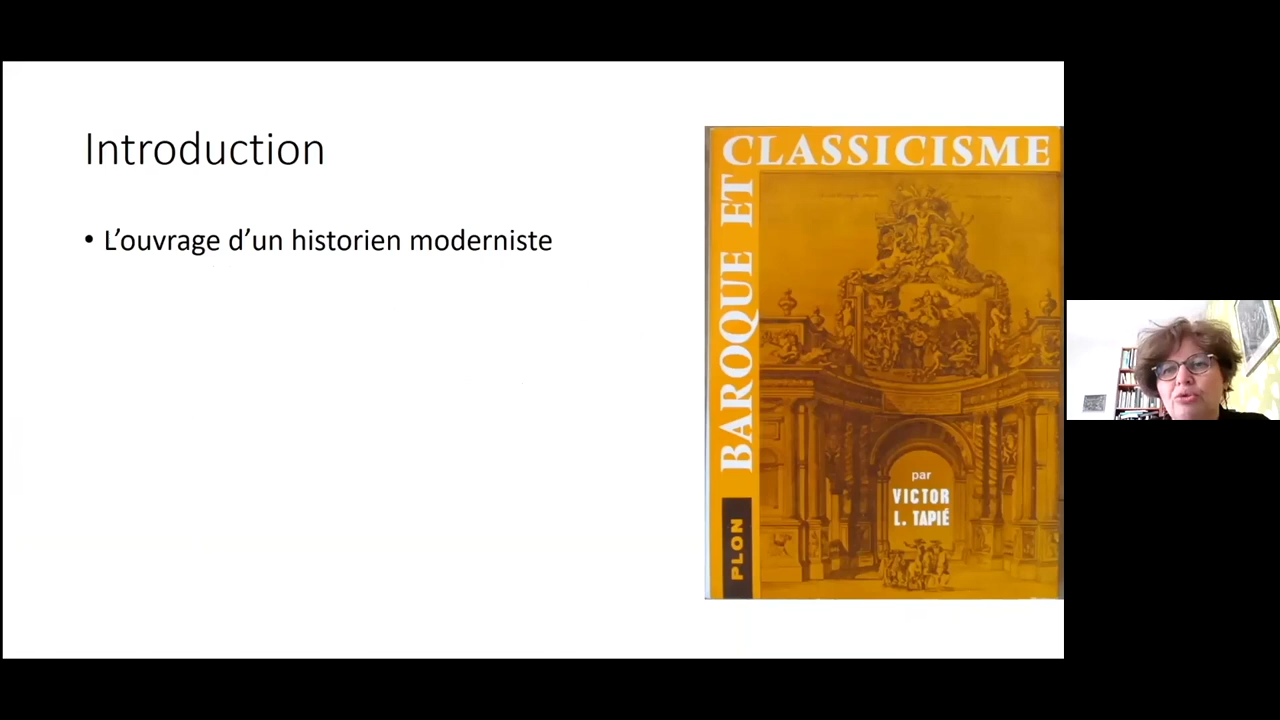 Introduction
• L’ouvrage d’un historien moderniste
BAROQUE ET
CLASSICISME
par
VICTOR
L. TAPIÉ
PLON